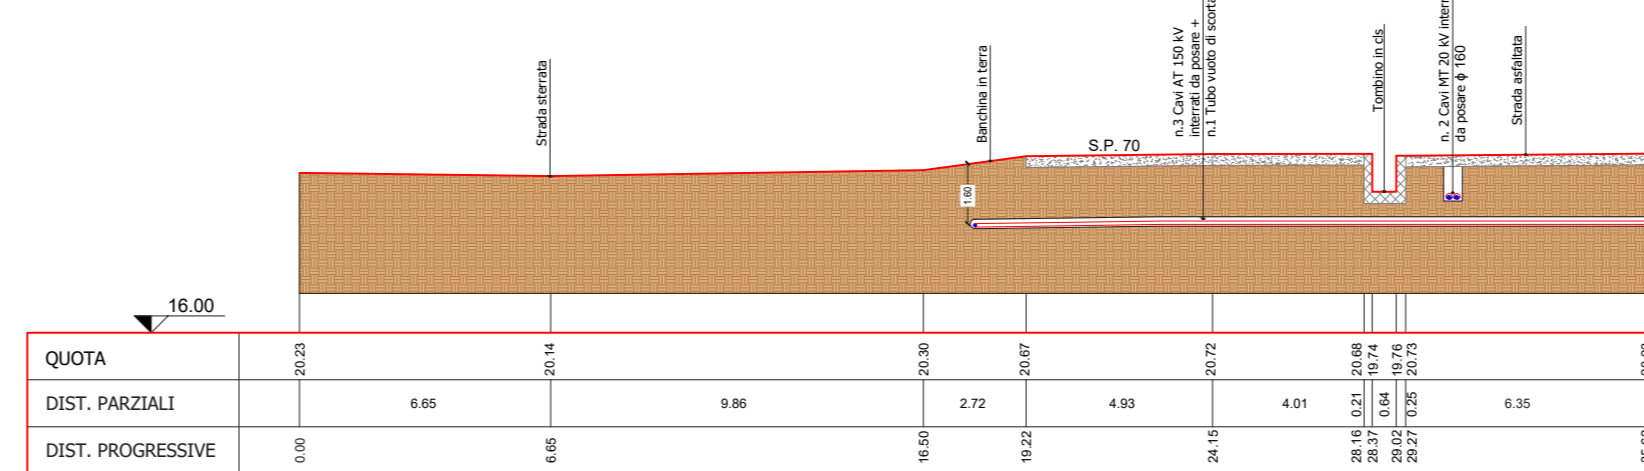 Strada sterrata
Banchina in terra
n.3 Cavi AT 150 kV
interrati da posare +
n.1 Tubo vuoto di scorta
Tombino in cls
n. 2 Cavi MT 20 kV
da posare ϕ 160
Strada asfaltata
S.P. 70
1.60
16.00
QUOTA 20.23 20.14 20.30 20.67 20.72 20.68 19.74 19.76 20.73
DIST. PARZIALI 6.65 9.86 2.72 4.93 4.01 0.21 0.64 0.25 6.35
DIST. PROGRESSIVE 0.00 6.65 16.50 19.22 24.15 28.16 28.37 29.02 29.27